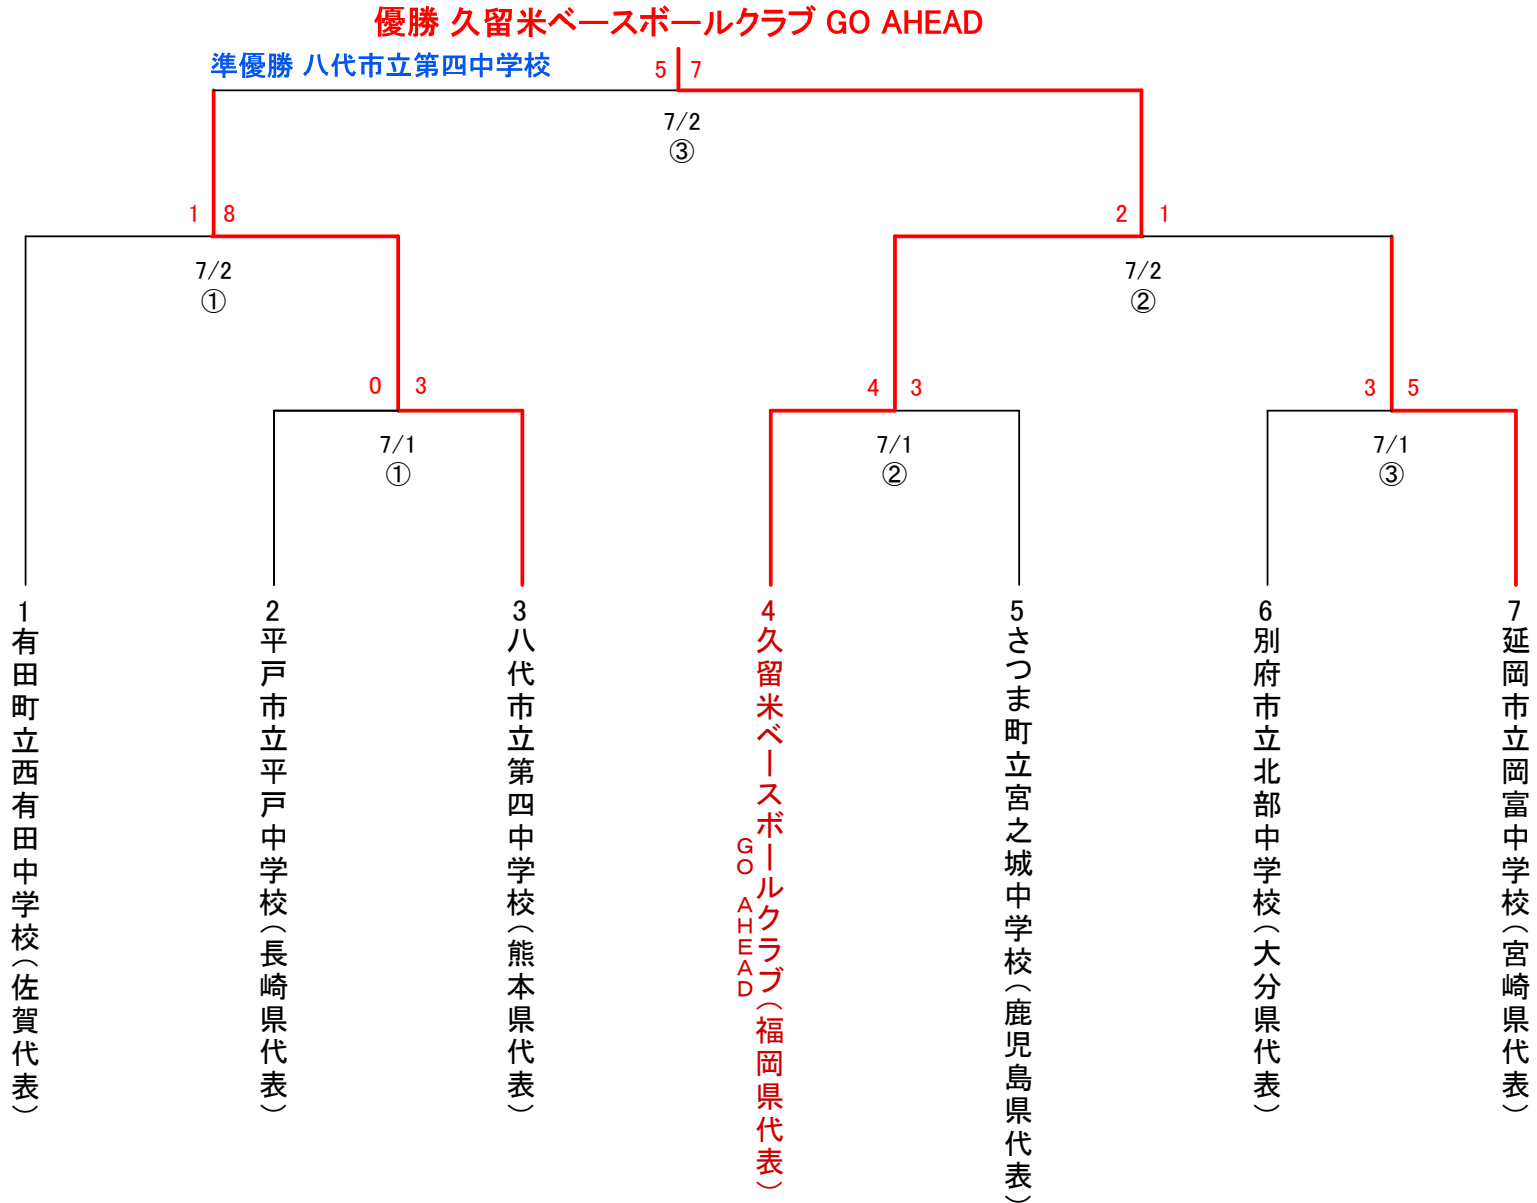 優勝 久留米ベースボールクラブ GO AHEAD
準優勝 八代市立第四中学校
5 7
7/2
③
1 8
7/2
①
2 1
7/2
②
0 3
7/1
①
4 3
7/1
②
3 5
7/1
③
1 有田町立西有田中学校(佐賀代表)
2 平戸市立平戸中学校(長崎県代表)
3 八代市立第四中学校(熊本県代表)
4 久留米ベースボールクラブ(福岡県代表)
GO AHEAD
5 さつま町立宮之城中学校(鹿児島県代表)
6 別府市立北部中学校(大分県代表)
7 延岡市立岡富中学校(宮崎県代表)